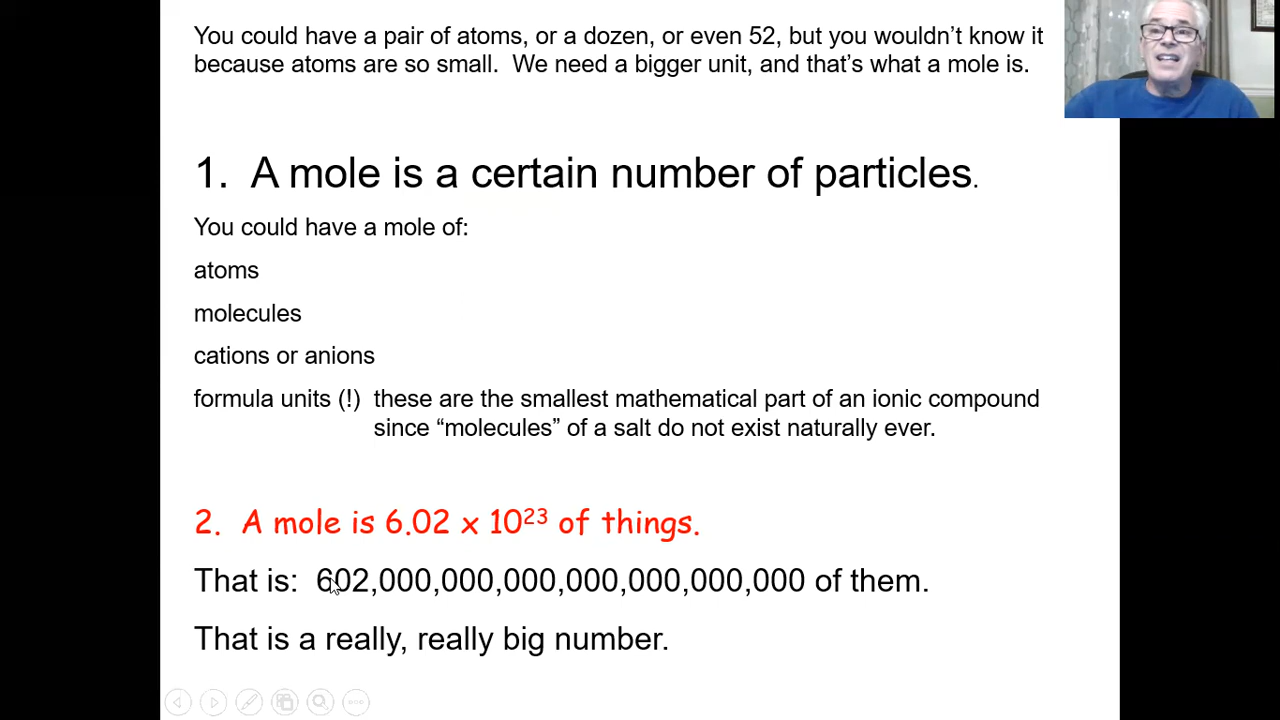 You could have a pair of atoms, or a dozen, or even 52, but you wouldn’t know it
because atoms are so small.  We need a bigger unit, and that’s what a mole is.
1.  A mole is a certain number of particles.
You could have a mole of:
atoms
molecules
cations or anions
formula units (!)  these are the smallest mathematical part of an ionic compound
since “molecules” of a salt do not exist naturally ever.
2.  A mole is 6.02 x 10²³ of things.
That is:  602,000,000,000,000,000,000,000 of them.
That is a really, really big number.